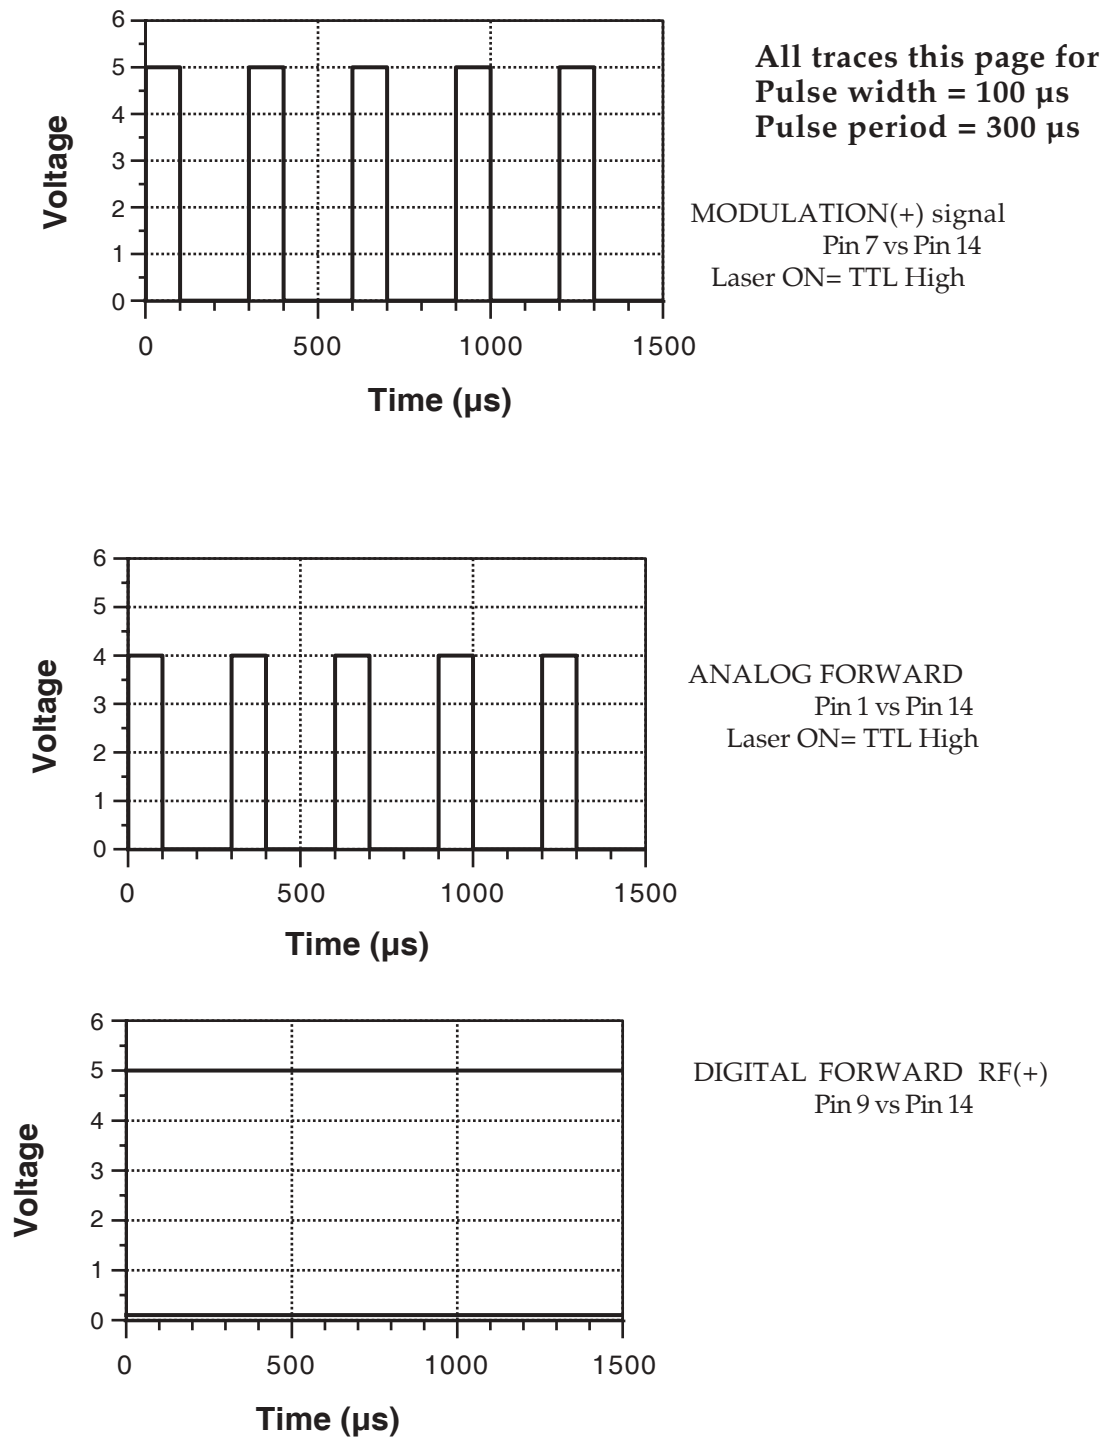 All traces this page for
Pulse width = 100 µs
Pulse period = 300 µs
6
5
4
3
2
1
0
Voltage
0 500 1000 1500
Time (µs)
MODULATION(+) signal
Pin 7 vs Pin 14
Laser ON= TTL High
6
5
4
3
2
1
0
Voltage
0 500 1000 1500
Time (µs)
ANALOG FORWARD
Pin 1 vs Pin 14
Laser ON= TTL High
6
5
4
3
2
1
0
Voltage
0 500 1000 1500
Time (µs)
DIGITAL FORWARD RF(+)
Pin 9 vs Pin 14